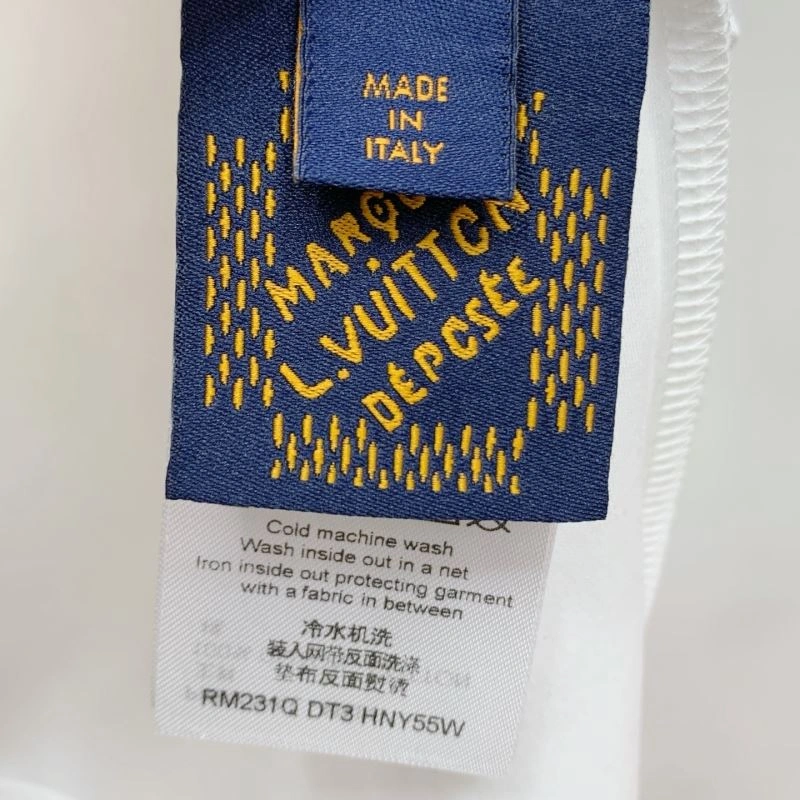 MADE
IN
ITALY
L.VUITTON
DÉPOSÉE
Cold machine wash
Wash inside out in a net
Iron inside out protecting garment
with a fabric in between
冷水机洗
装入网带反面洗涤
垫布反面熨烫
RM231Q DT3 HNY55W